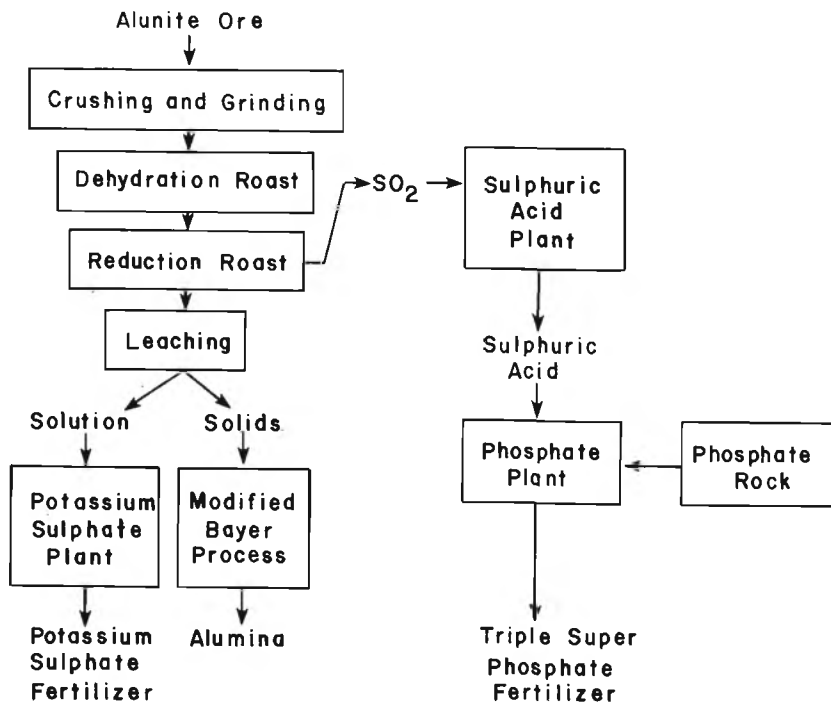 Alunite Ore
Crushing and Grinding
Dehydration Roast
Reduction Roast
Leaching
Solution
Solids
Potassium
Sulphate
Plant
Modified
Bayer
Process
Potassium
Sulphate
Fertilizer
Alumina
SO2
Sulphuric
Acid
Plant
Sulphuric
Acid
Phosphate
Plant
Phosphate
Rock
Triple Super
Phosphate
Fertilizer